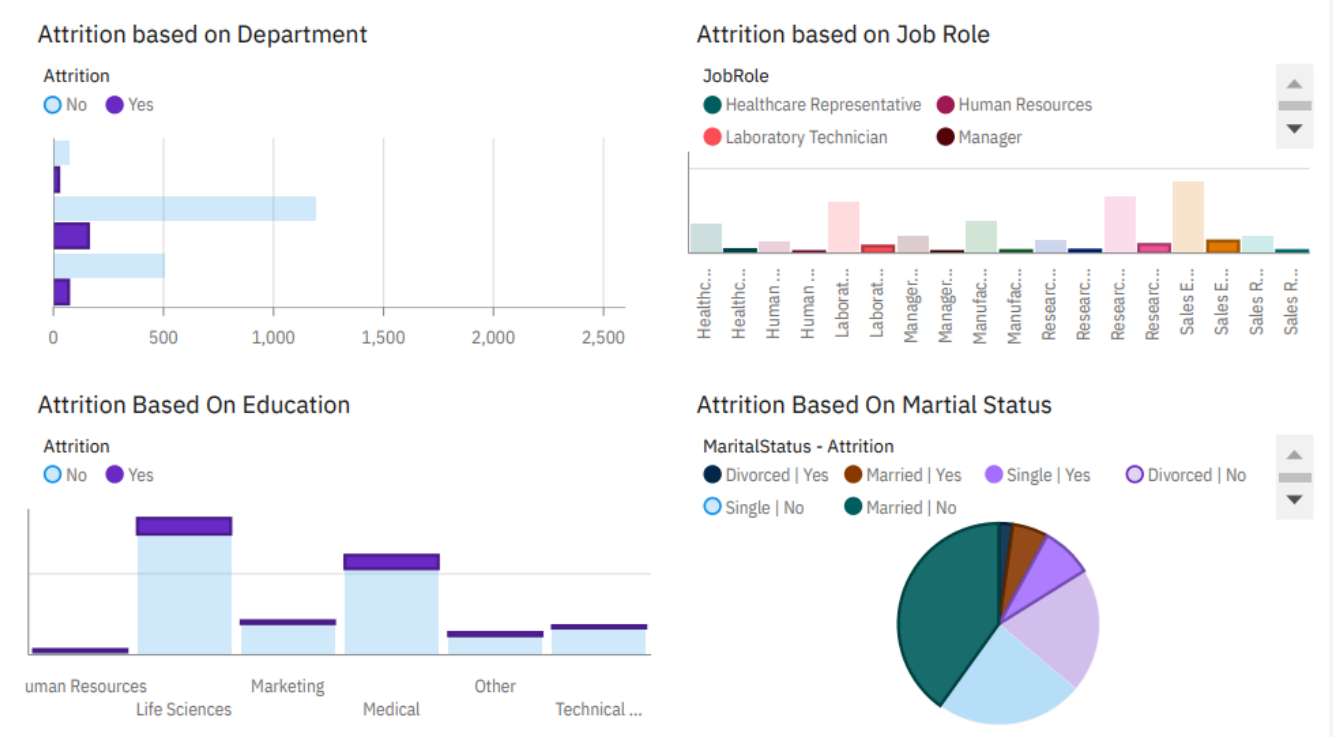 Attrition based on Department
Attrition
No Yes
0 500 1,000 1,500 2,000 2,500
Attrition based on Job Role
JobRole
Healthcare Representative Human Resources
Laboratory Technician Manager
Healthc... Healthc... Human ... Human ... Laborat... Laborat... Manager... Manager... Manufac... Manufac... Researc... Researc... Researc... Researc... Sales E... Sales E... Sales R... Sales R...
Attrition Based On Education
Attrition
No Yes
uman Resources Marketing Other
Life Sciences Medical Technical ...
Attrition Based On Martial Status
MaritalStatus - Attrition
Divorced | Yes Married | Yes Single | Yes Divorced | No
Single | No Married | No